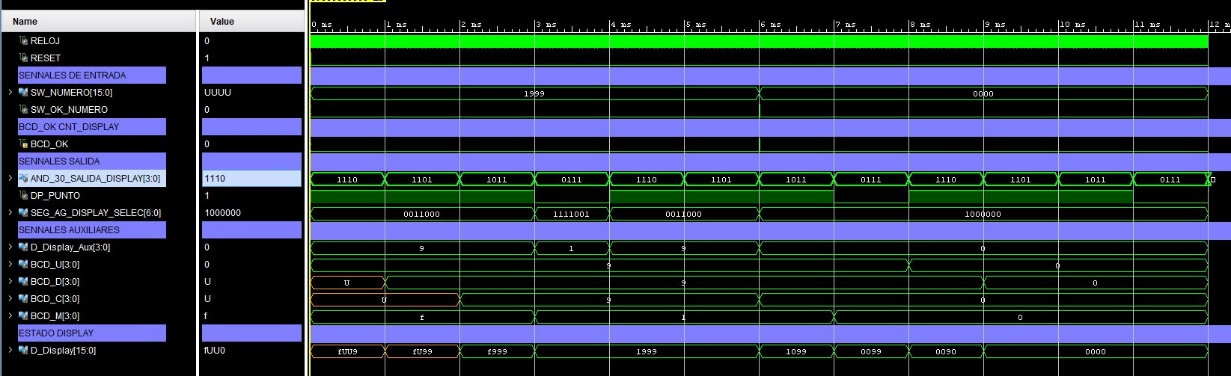 Name Value 0 ms 1 ms 2 ms 3 ms 4 ms 5 ms 6 ms 7 ms 8 ms 9 ms 10 ms 11 ms 12 m
RELOJ 0
RESET 1
SENNALES DE ENTRADA
SW_NUMERO[15:0] UUUU 1999 0000
SW_OK_NUMERO 0
BCD_OK CNT_DISPLAY
BCD_OK 0
SENNALES SALIDA
AND_30_SALIDA_DISPLAY[3:0] 1110 1110 1101 1011 0111 1110 1101 1011 0111 1110 1101 1011 0111
DP_PUNTO 1
SEG_AG_DISPLAY_SELEC[6:0] 1000000 0011000 1111001 0011000 1000000
SENNALES AUXILIARES
D_Display_Aux[3:0] 0 9 1 9 0
BCD_U[3:0] 0 9 0
BCD_D[3:0] U U 9 0
BCD_C[3:0] U U 9 0
BCD_M[3:0] f f 1 0
ESTADO DISPLAY
D_Display[15:0] fUU0 fUU9 fU99 f999 1999 1099 0099 0090 0000